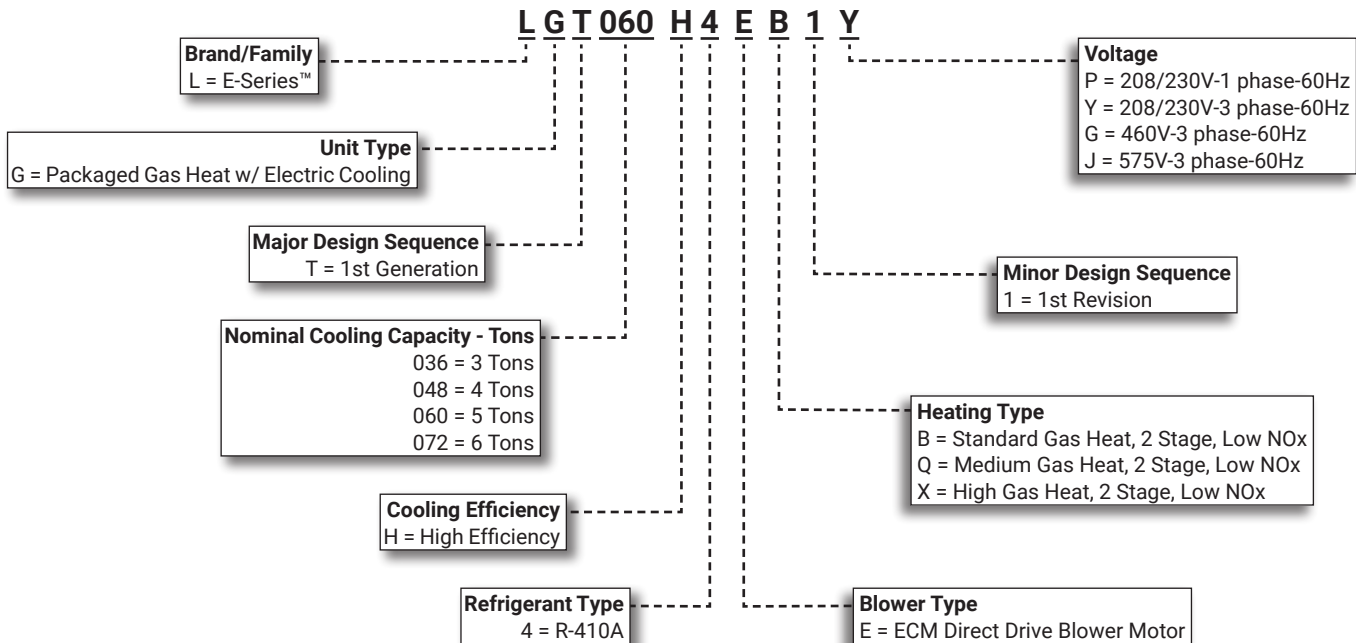 L G T 060 H 4 E B 1 Y
Brand/Family
L = E-Series™
Unit Type
G = Packaged Gas Heat w/ Electric Cooling
Major Design Sequence
T = 1st Generation
Nominal Cooling Capacity - Tons
036 = 3 Tons
048 = 4 Tons
060 = 5 Tons
072 = 6 Tons
Cooling Efficiency
H = High Efficiency
Refrigerant Type
4 = R-410A
Voltage
P = 208/230V-1 phase-60Hz
Y = 208/230V-3 phase-60Hz
G = 460V-3 phase-60Hz
J = 575V-3 phase-60Hz
Minor Design Sequence
1 = 1st Revision
Heating Type
B = Standard Gas Heat, 2 Stage, Low NOx
Q = Medium Gas Heat, 2 Stage, Low NOx
X = High Gas Heat, 2 Stage, Low NOx
Blower Type
E = ECM Direct Drive Blower Motor